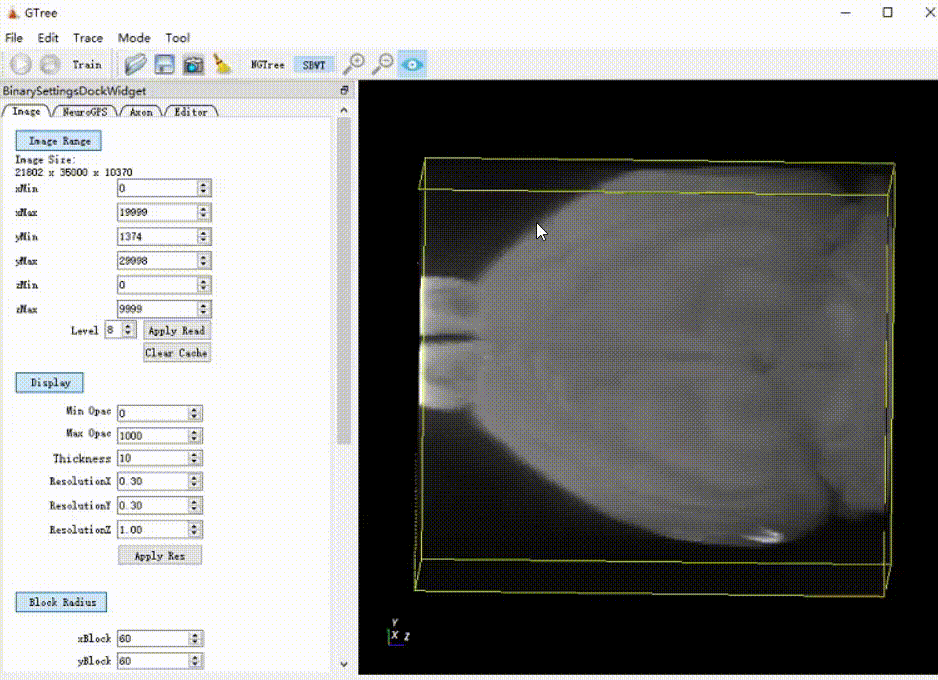 GTree
File Edit Trace Mode Tool
Train NGTree SBWT
BinarySettingsDockWidget
Image NeuroGPS Axon Editor
Image Range
Image Size:
21802 x 35000 x 10370
xMin 0
xMax 19999
yMin 1374
yMax 29998
zMin 0
zMax 9999
Level 8 Apply Read
Clear Cache
Display
Min Opac 0
Max Opac 1000
Thickness 10
ResolutionX 0.30
ResolutionY 0.30
ResolutionZ 1.00
Apply Res
Block Radius
xBlock 60
yBlock 60
Y
X Z